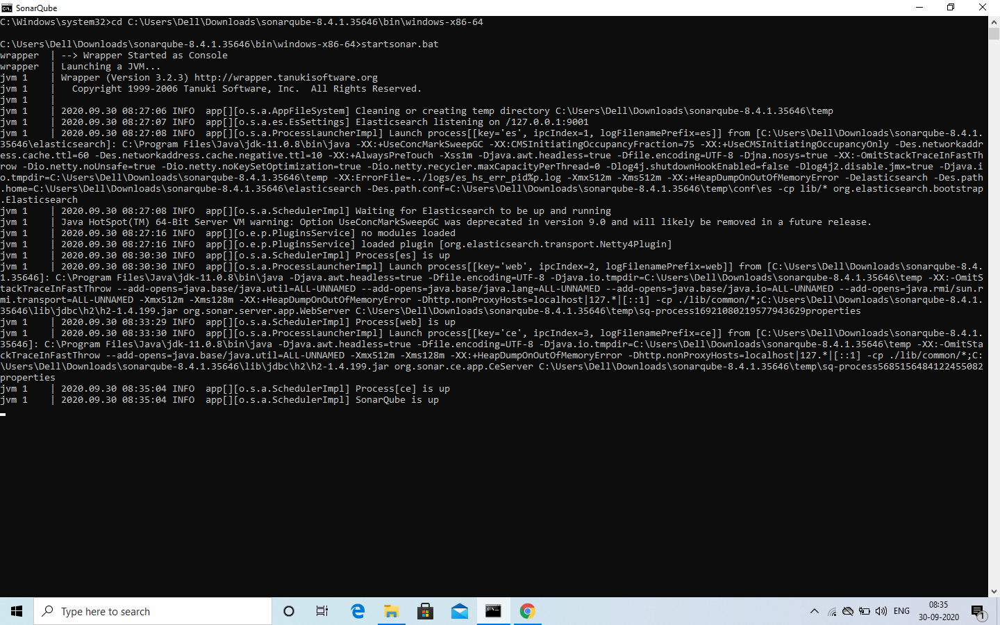 SonarQube
C:\Windows\system32>cd C:\Users\Dell\Downloads\sonarqube-8.4.1.35646\bin\windows-x86-64
C:\Users\Dell\Downloads\sonarqube-8.4.1.35646\bin\windows-x86-64>startsonar.bat
wrapper  | --> Wrapper Started as Console
wrapper  | Launching a JVM...
jvm 1    | Wrapper (Version 3.2.3) http://wrapper.tanukisoftware.org
jvm 1    |   Copyright 1999-2006 Tanuki Software, Inc.  All Rights Reserved.
jvm 1    |
jvm 1    | 2020.09.30 08:27:06 INFO  app[][o.s.a.AppFileSystem] Cleaning or creating temp directory C:\Users\Dell\Downloads\sonarqube-8.4.1.35646\temp
jvm 1    | 2020.09.30 08:27:07 INFO  app[][o.s.a.es.EsSettings] Elasticsearch listening on /127.0.0.1:9001
jvm 1    | 2020.09.30 08:27:08 INFO  app[][o.s.a.ProcessLauncherImpl] Launch process[[key='es', ipcIndex=1, logFilenamePrefix=es]] from [C:\Users\Dell\Downloads\sonarqube-8.4.1.
35646\elasticsearch]: C:\Program Files\Java\jdk-11.0.8\bin\java -XX:+UseConcMarkSweepGC -XX:CMSInitiatingOccupancyFraction=75 -XX:+UseCMSInitiatingOccupancyOnly -Des.networkaddr
ess.cache.ttl=60 -Des.networkaddress.cache.negative.ttl=10 -XX:+AlwaysPreTouch -Xss1m -Djava.awt.headless=true -Dfile.encoding=UTF-8 -Djna.nosys=true -XX:-OmitStackTraceInFastTh
row -Dio.netty.noUnsafe=true -Dio.netty.noKeySetOptimization=true -Dio.netty.recycler.maxCapacityPerThread=0 -Dlog4j.shutdownHookEnabled=false -Dlog4j2.disable.jmx=true -Djava.i
o.tmpdir=C:\Users\Dell\Downloads\sonarqube-8.4.1.35646\temp -XX:ErrorFile=../logs/es_hs_err_pid%p.log -Xmx512m -Xms512m -XX:+HeapDumpOnOutOfMemoryError -Delasticsearch -Des.path
.home=C:\Users\Dell\Downloads\sonarqube-8.4.1.35646\elasticsearch -Des.path.conf=C:\Users\Dell\Downloads\sonarqube-8.4.1.35646\temp\conf\es -cp lib/* org.elasticsearch.bootstrap
.Elasticsearch
jvm 1    | 2020.09.30 08:27:08 INFO  app[][o.s.a.SchedulerImpl] Waiting for Elasticsearch to be up and running
jvm 1    | Java HotSpot(TM) 64-Bit Server VM warning: Option UseConcMarkSweepGC was deprecated in version 9.0 and will likely be removed in a future release.
jvm 1    | 2020.09.30 08:27:16 INFO  app[][o.e.p.PluginsService] no modules loaded
jvm 1    | 2020.09.30 08:27:16 INFO  app[][o.e.p.PluginsService] loaded plugin [org.elasticsearch.transport.Netty4Plugin]
jvm 1    | 2020.09.30 08:30:30 INFO  app[][o.s.a.SchedulerImpl] Process[es] is up
jvm 1    | 2020.09.30 08:30:30 INFO  app[][o.s.a.ProcessLauncherImpl] Launch process[[key='web', ipcIndex=2, logFilenamePrefix=web]] from [C:\Users\Dell\Downloads\sonarqube-8.4.
1.35646]: C:\Program Files\Java\jdk-11.0.8\bin\java -Djava.awt.headless=true -Dfile.encoding=UTF-8 -Djava.io.tmpdir=C:\Users\Dell\Downloads\sonarqube-8.4.1.35646\temp -XX:-OmitS
tackTraceInFastThrow --add-opens=java.base/java.util=ALL-UNNAMED --add-opens=java.base/java.lang=ALL-UNNAMED --add-opens=java.base/java.io=ALL-UNNAMED --add-opens=java.rmi/sun.r
mi.transport=ALL-UNNAMED -Xmx512m -Xms128m -XX:+HeapDumpOnOutOfMemoryError -Dhttp.nonProxyHosts=localhost|127.*|[::1] -cp ./lib/common/*;C:\Users\Dell\Downloads\sonarqube-8.4.1.
35646\lib\jdbc\h2\h2-1.4.199.jar org.sonar.server.app.WebServer C:\Users\Dell\Downloads\sonarqube-8.4.1.35646\temp\sq-process16921080219577943629properties
jvm 1    | 2020.09.30 08:33:29 INFO  app[][o.s.a.SchedulerImpl] Process[web] is up
jvm 1    | 2020.09.30 08:33:30 INFO  app[][o.s.a.ProcessLauncherImpl] Launch process[[key='ce', ipcIndex=3, logFilenamePrefix=ce]] from [C:\Users\Dell\Downloads\sonarqube-8.4.1.
35646]: C:\Program Files\Java\jdk-11.0.8\bin\java -Djava.awt.headless=true -Dfile.encoding=UTF-8 -Djava.io.tmpdir=C:\Users\Dell\Downloads\sonarqube-8.4.1.35646\temp -XX:-OmitSta
ckTraceInFastThrow --add-opens=java.base/java.util=ALL-UNNAMED -Xmx512m -Xms128m -XX:+HeapDumpOnOutOfMemoryError -Dhttp.nonProxyHosts=localhost|127.*|[::1] -cp ./lib/common/*;C:
\Users\Dell\Downloads\sonarqube-8.4.1.35646\lib\jdbc\h2\h2-1.4.199.jar org.sonar.ce.app.CeServer C:\Users\Dell\Downloads\sonarqube-8.4.1.35646\temp\sq-process5685156484122455082
properties
jvm 1    | 2020.09.30 08:35:04 INFO  app[][o.s.a.SchedulerImpl] Process[ce] is up
jvm 1    | 2020.09.30 08:35:04 INFO  app[][o.s.a.SchedulerImpl] SonarQube is up
Type here to search
ENG
08:35
30-09-2020
1